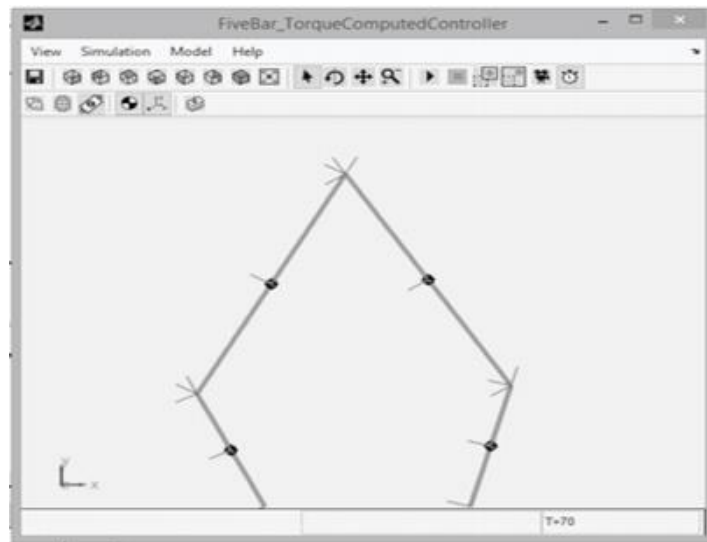 FiveBar_TorqueComputedController
View Simulation Model Help
Y
X
T=70